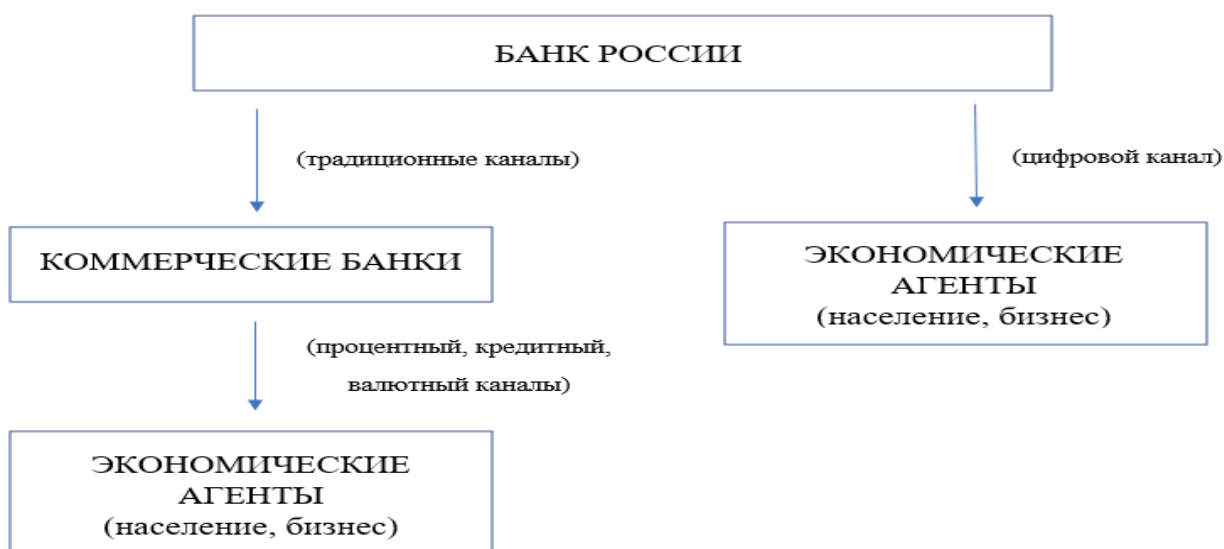 БАНК РОССИИ
(традиционные каналы)
(цифровой канал)
КОММЕРЧЕСКИЕ БАНКИ
ЭКОНОМИЧЕСКИЕ
АГЕНТЫ
(население, бизнес)
(процентный, кредитный,
валютный каналы)
ЭКОНОМИЧЕСКИЕ
АГЕНТЫ
(население, бизнес)